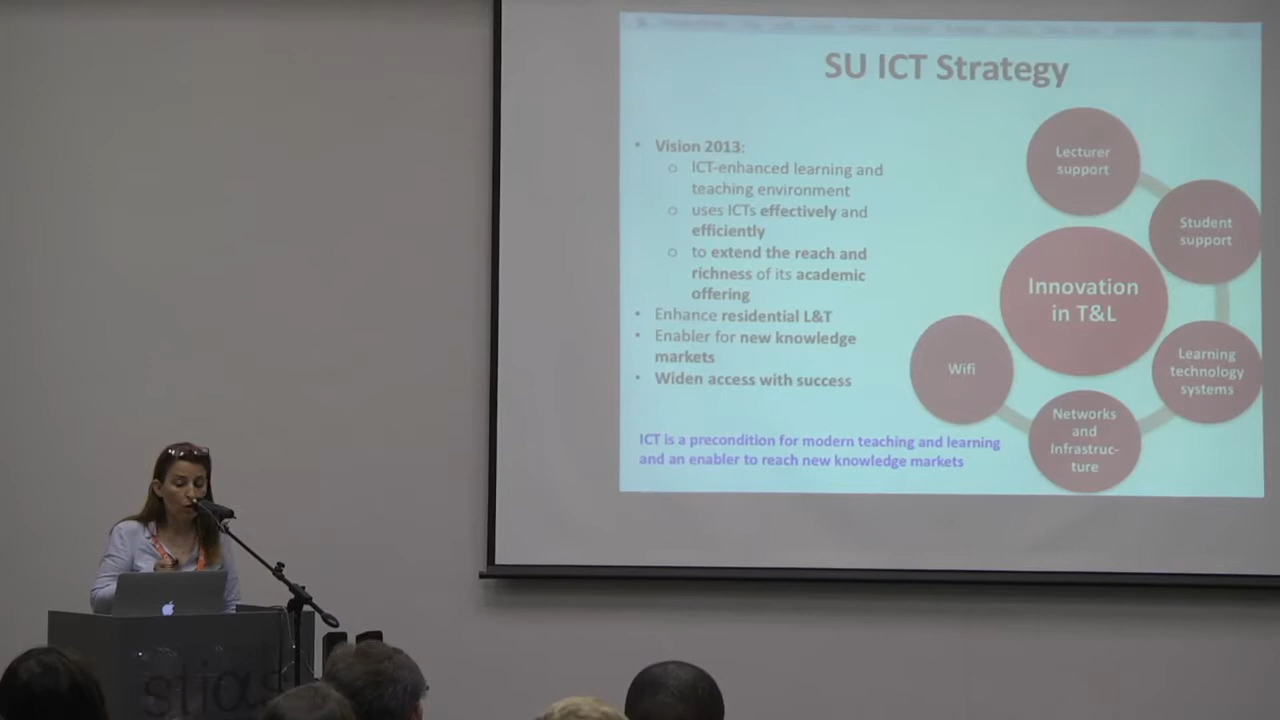 SU ICT Strategy
• Vision 2013:
o ICT-enhanced learning and
teaching environment
o uses ICTs effectively and
efficiently
o to extend the reach and
richness of its academic
offering
• Enhance residential L&T
• Enabler for new knowledge
markets
• Widen access with success
ICT is a precondition for modern teaching and learning
and an enabler to reach new knowledge markets
Lecturer
support
Student
support
Innovation
in T&L
Learning
technology
systems
Wifi
Networks
and
Infrastruc-
ture
stias